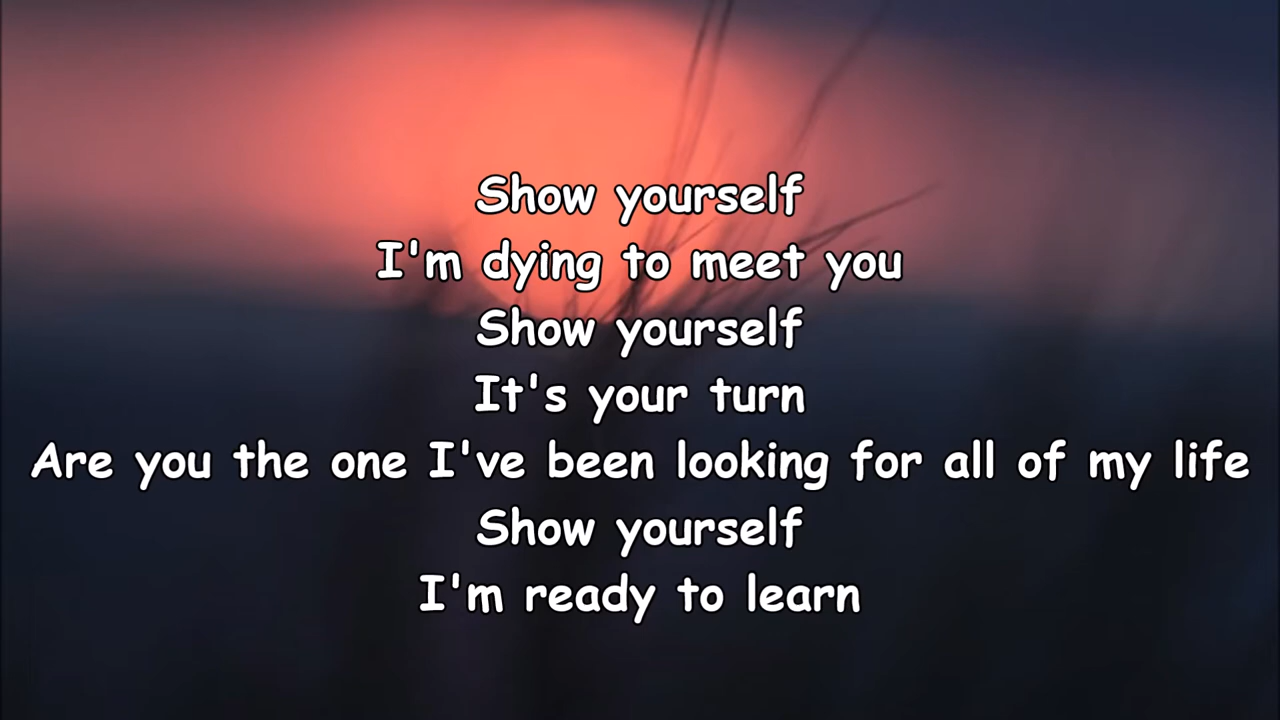 Show yourself
I'm dying to meet you
Show yourself
It's your turn
Are you the one I've been looking for all of my life
Show yourself
I'm ready to learn